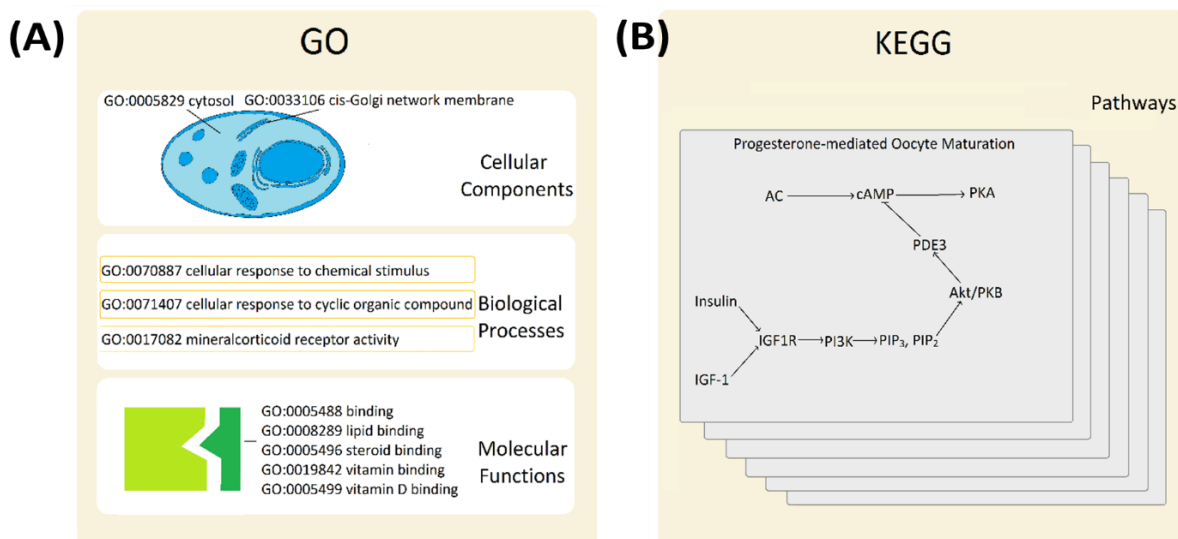 (A)
GO
GO:0005829 cytosol GO:0033106 cis-Golgi network membrane
Cellular
Components
GO:0070887 cellular response to chemical stimulus
GO:0071407 cellular response to cyclic organic compound
GO:0017082 mineralcorticoid receptor activity
Biological
Processes
GO:0005488 binding
GO:0008289 lipid binding
GO:0005496 steroid binding
GO:0019842 vitamin binding
GO:0005499 vitamin D binding
Molecular
Functions
(B)
KEGG
Pathways
Progesterone-mediated Oocyte Maturation
AC cAMP PKA
PDE3
Akt/PKB
Insulin
IGF1R PI3K PIP₃, PIP₂
IGF-1